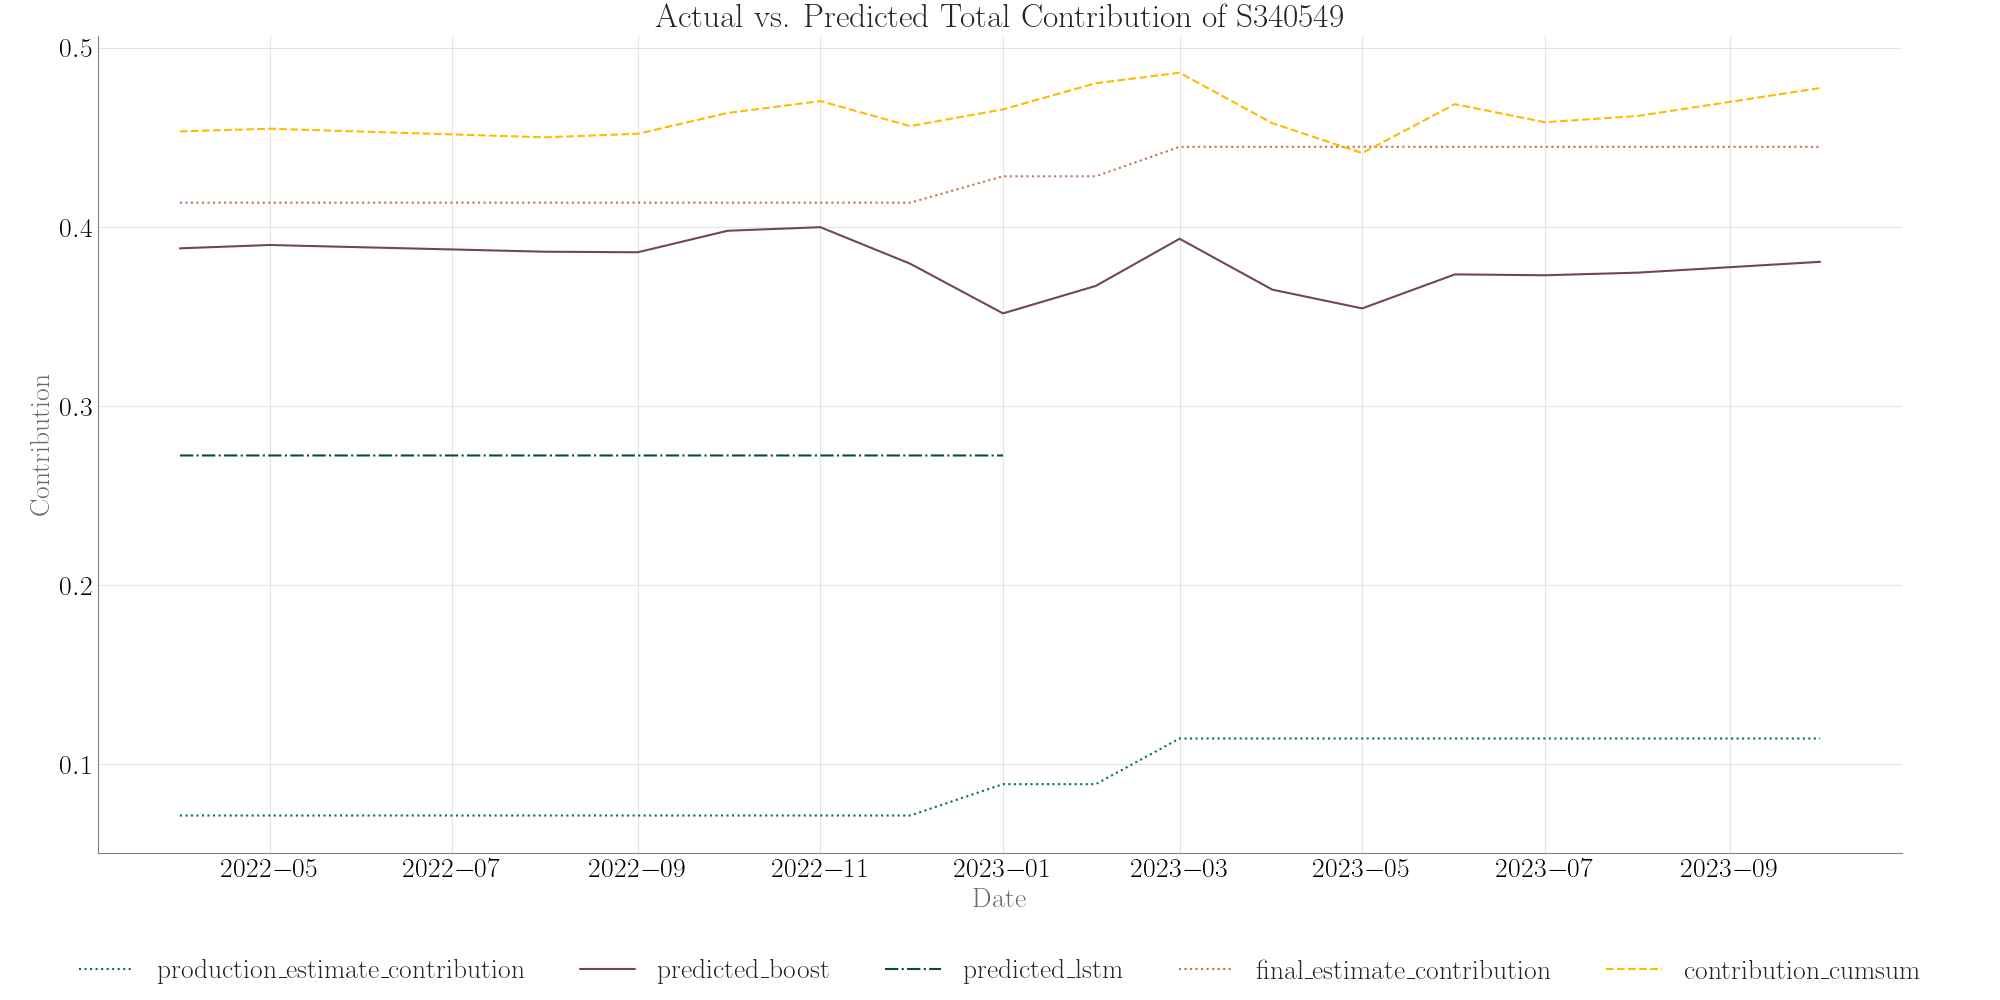 Actual vs. Predicted Total Contribution of S340549
0.5
0.4
0.3
0.2
0.1
Contribution
2022−05 2022−07 2022−09 2022−11 2023−01 2023−03 2023−05 2023−07 2023−09
Date
production_estimate_contribution predicted_boost predicted_lstm final_estimate_contribution contribution_cumsum